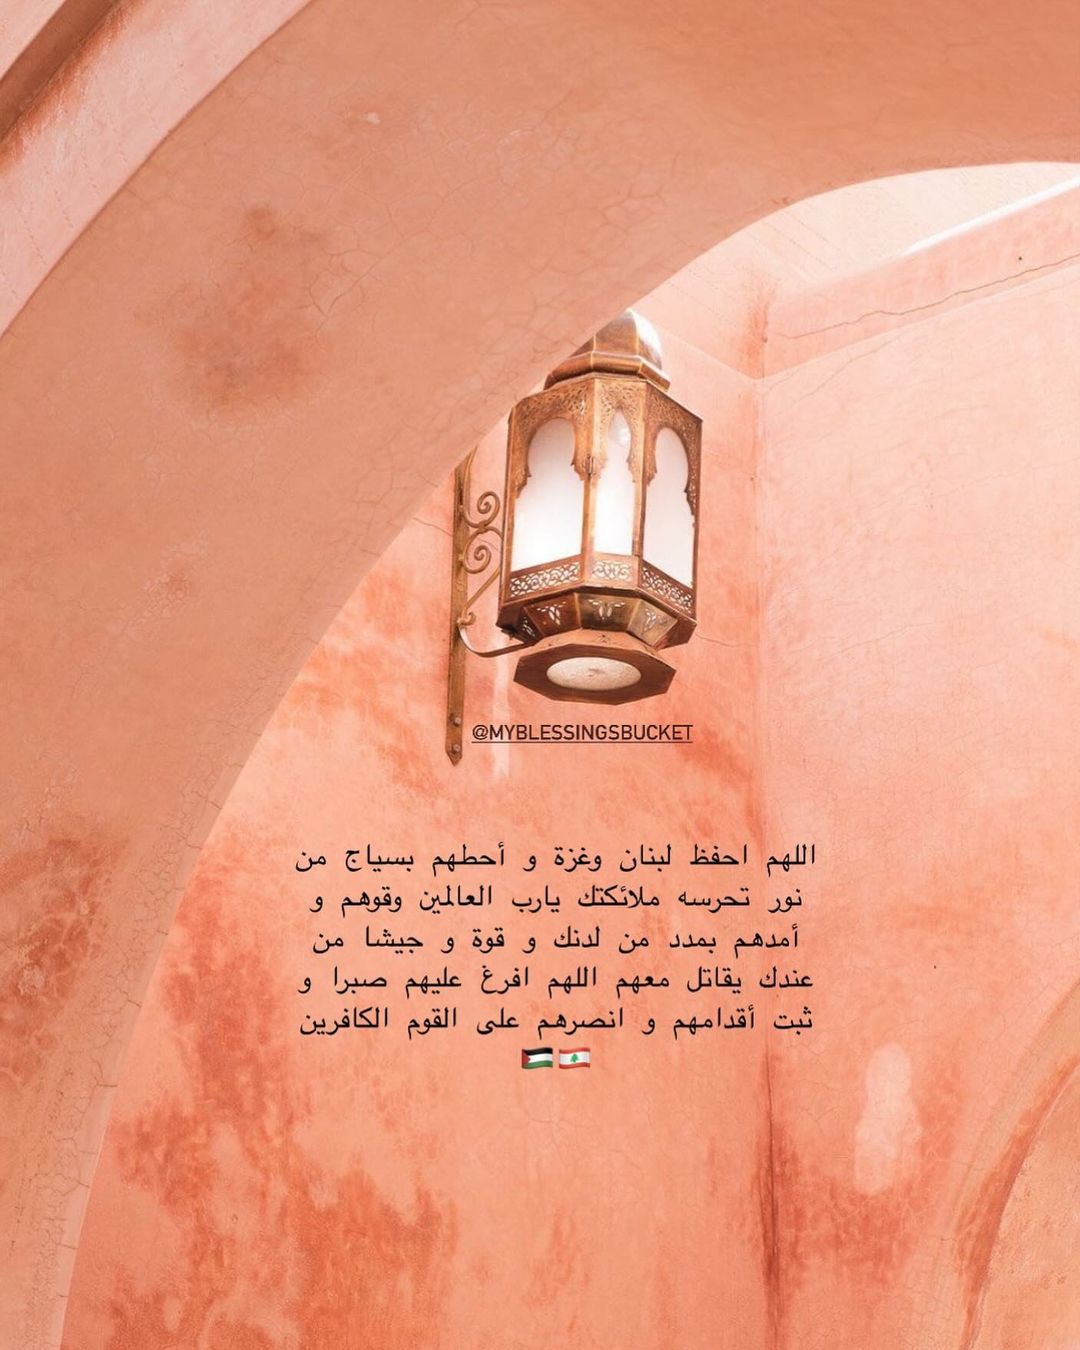 @MYBLESSINGSBUCKET
اللهم احفظ لبنان وغزة و أحطهم بسياج من
نور تحرسه ملائكتك يارب العالمين وقوهم و
أمدهم بمدد من لدنك و قوة و جيشا من
عندك يقاتل معهم اللهم افرغ عليهم صبرا و
ثبت أقدامهم و انصرهم على القوم الكافرين
🇱🇧🇵🇸